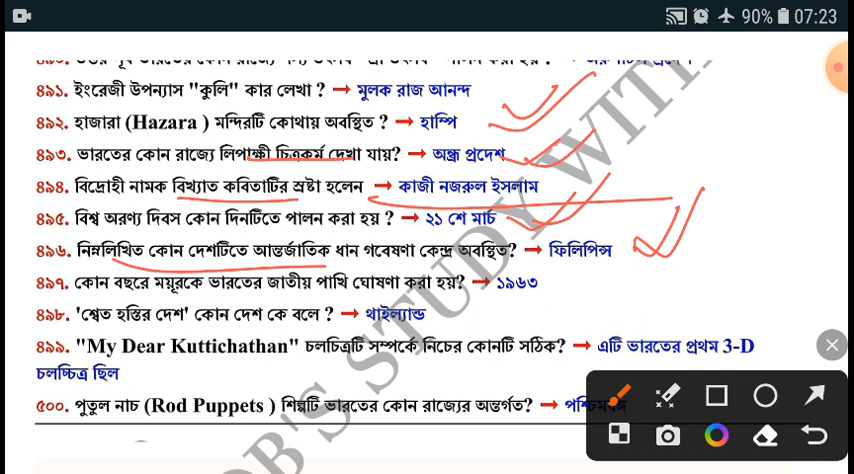 90% 07:23
৪৯১. ইংরেজী উপন্যাস "কুলি" কার লেখা ? → মুলক রাজ আনন্দ
৪৯২. হাজারা (Hazara ) মন্দিরটি কোথায় অবস্থিত ? → হাম্পি
৪৯৩. ভারতের কোন রাজ্যে লিপাক্ষী চিত্রকর্ম দেখা যায়? → অন্ধ্র প্রদেশ
৪৯৪. বিদ্রোহী নামক বিখ্যাত কবিতাটির স্রষ্টা হলেন → কাজী নজরুল ইসলাম
৪৯৫. বিশ্ব অরণ্য দিবস কোন দিনটিতে পালন করা হয় ? → ২১ শে মার্চ
৪৯৬. নিম্নলিখিত কোন দেশটিতে আন্তর্জাতিক ধান গবেষণা কেন্দ্র অবস্থিত? → ফিলিপিন্স
৪৯৭. কোন বছরে ময়ূরকে ভারতের জাতীয় পাখি ঘোষণা করা হয়? → ১৯৬৩
৪৯৮. 'শ্বেত হস্তির দেশ' কোন দেশ কে বলে ? → থাইল্যান্ড
৪৯৯. "My Dear Kuttichathan" চলচিত্রটি সম্পর্কে নিচের কোনটি সঠিক? → এটি ভারতের প্রথম 3-D
চলচ্চিত্র ছিল
৫০০. পুতুল নাচ (Rod Puppets ) শিল্পটি ভারতের কোন রাজ্যের অন্তর্গত? →
OB'S STUDY WITH